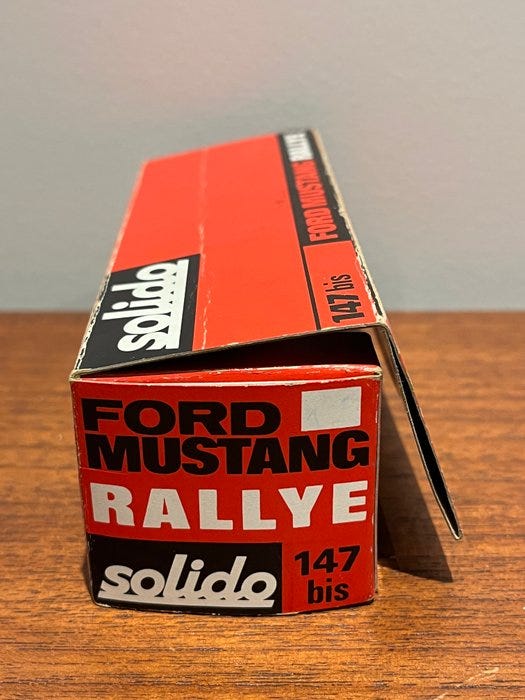 FORD MUSTANG RALLYE
147 bis
solido
FORD
MUSTANG
RALLYE
solido
147
bis